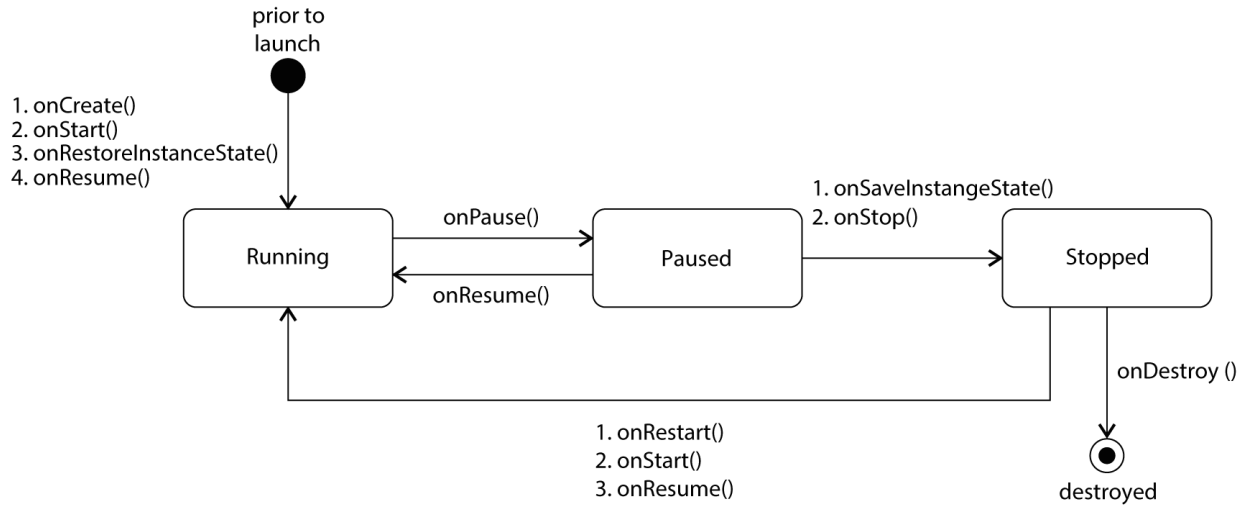 prior to
launch
1. onCreate()
2. onStart()
3. onRestoreInstanceState()
4. onResume()
1. onSaveInstangeState()
2. onStop()
onPause()
Running
Paused
Stopped
onResume()
onDestroy ()
1. onRestart()
2. onStart()
3. onResume()
destroyed